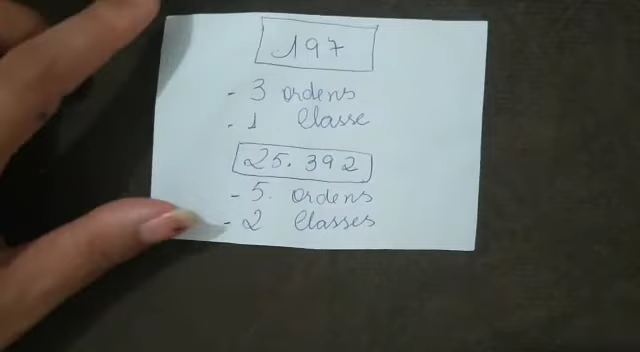 197
- 3 ordens
- 1 Classe
25.392
- 5. ordens
- 2 Classes